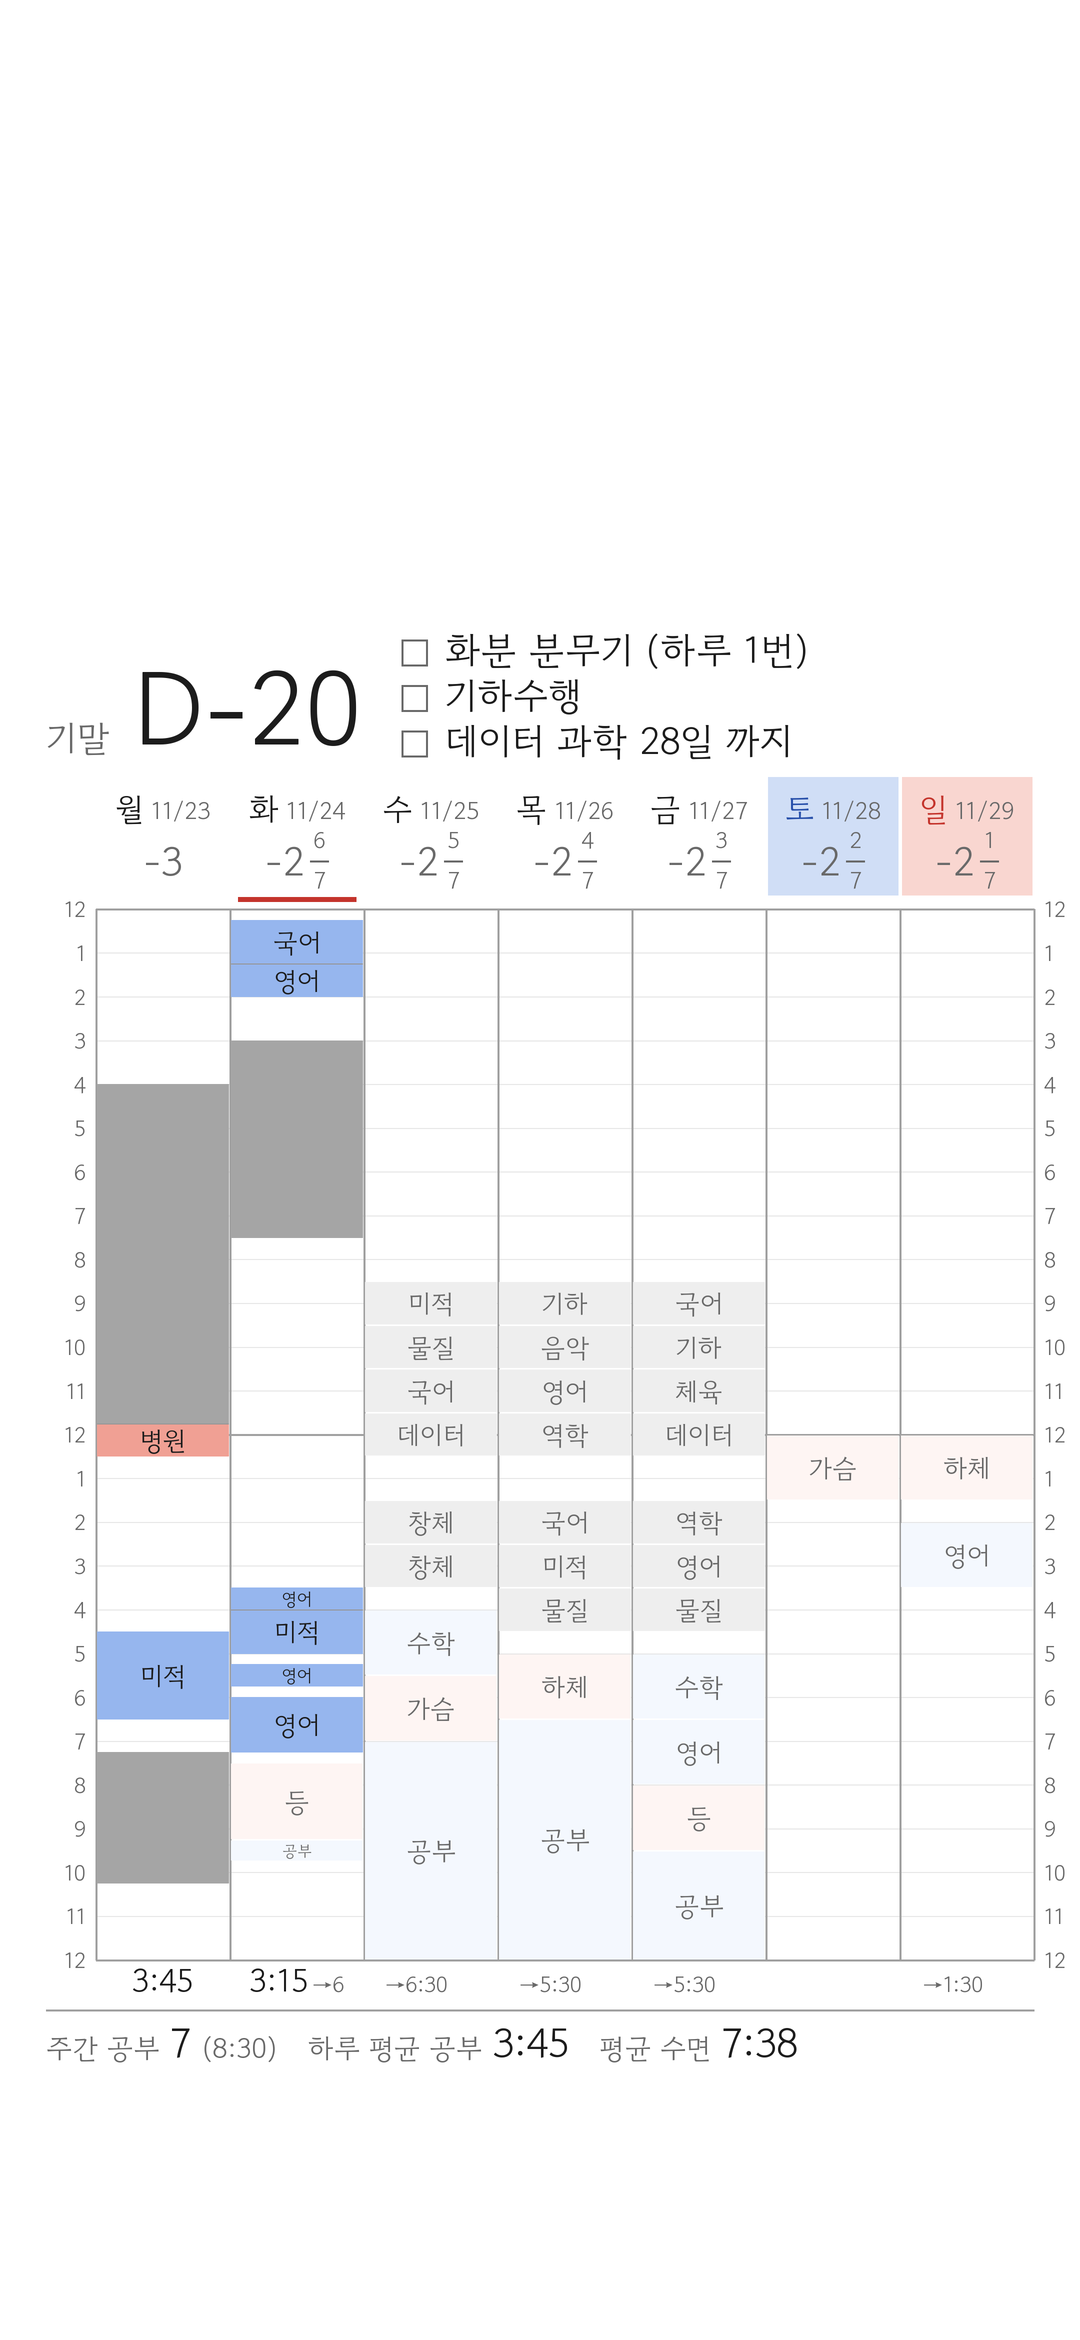 기말 D-20
□ 화분 분무기 (하루 1번)
□ 기하수행
□ 데이터 과학 28일 까지
월 11/23 화 11/24 수 11/25 목 11/26 금 11/27 토 11/28 일 11/29
-3 -2 6/7 -2 5/7 -2 4/7 -2 3/7 -2 2/7 -2 1/7
12 12
국어
1 1
영어
2 2
3 3
4 4
5 5
6 6
7 7
8 8
9 미적 기하 국어 9
10 물질 음악 기하 10
11 국어 영어 체육 11
12 병원 데이터 역학 데이터 12
가슴 하체
1 1
2 창체 국어 역학 2
영어
3 창체 미적 영어 3
영어
4 물질 물질 4
미적 수학
5 5
미적 영어 하체 수학
6 가슴 6
영어
7 영어 7
8 등 등 8
9 공부 공부 공부 9
10 10
11 공부 11
12 12
3:45 3:15 →6 →6:30 →5:30 →5:30 →1:30
주간 공부 7 (8:30) 하루 평균 공부 3:45 평균 수면 7:38